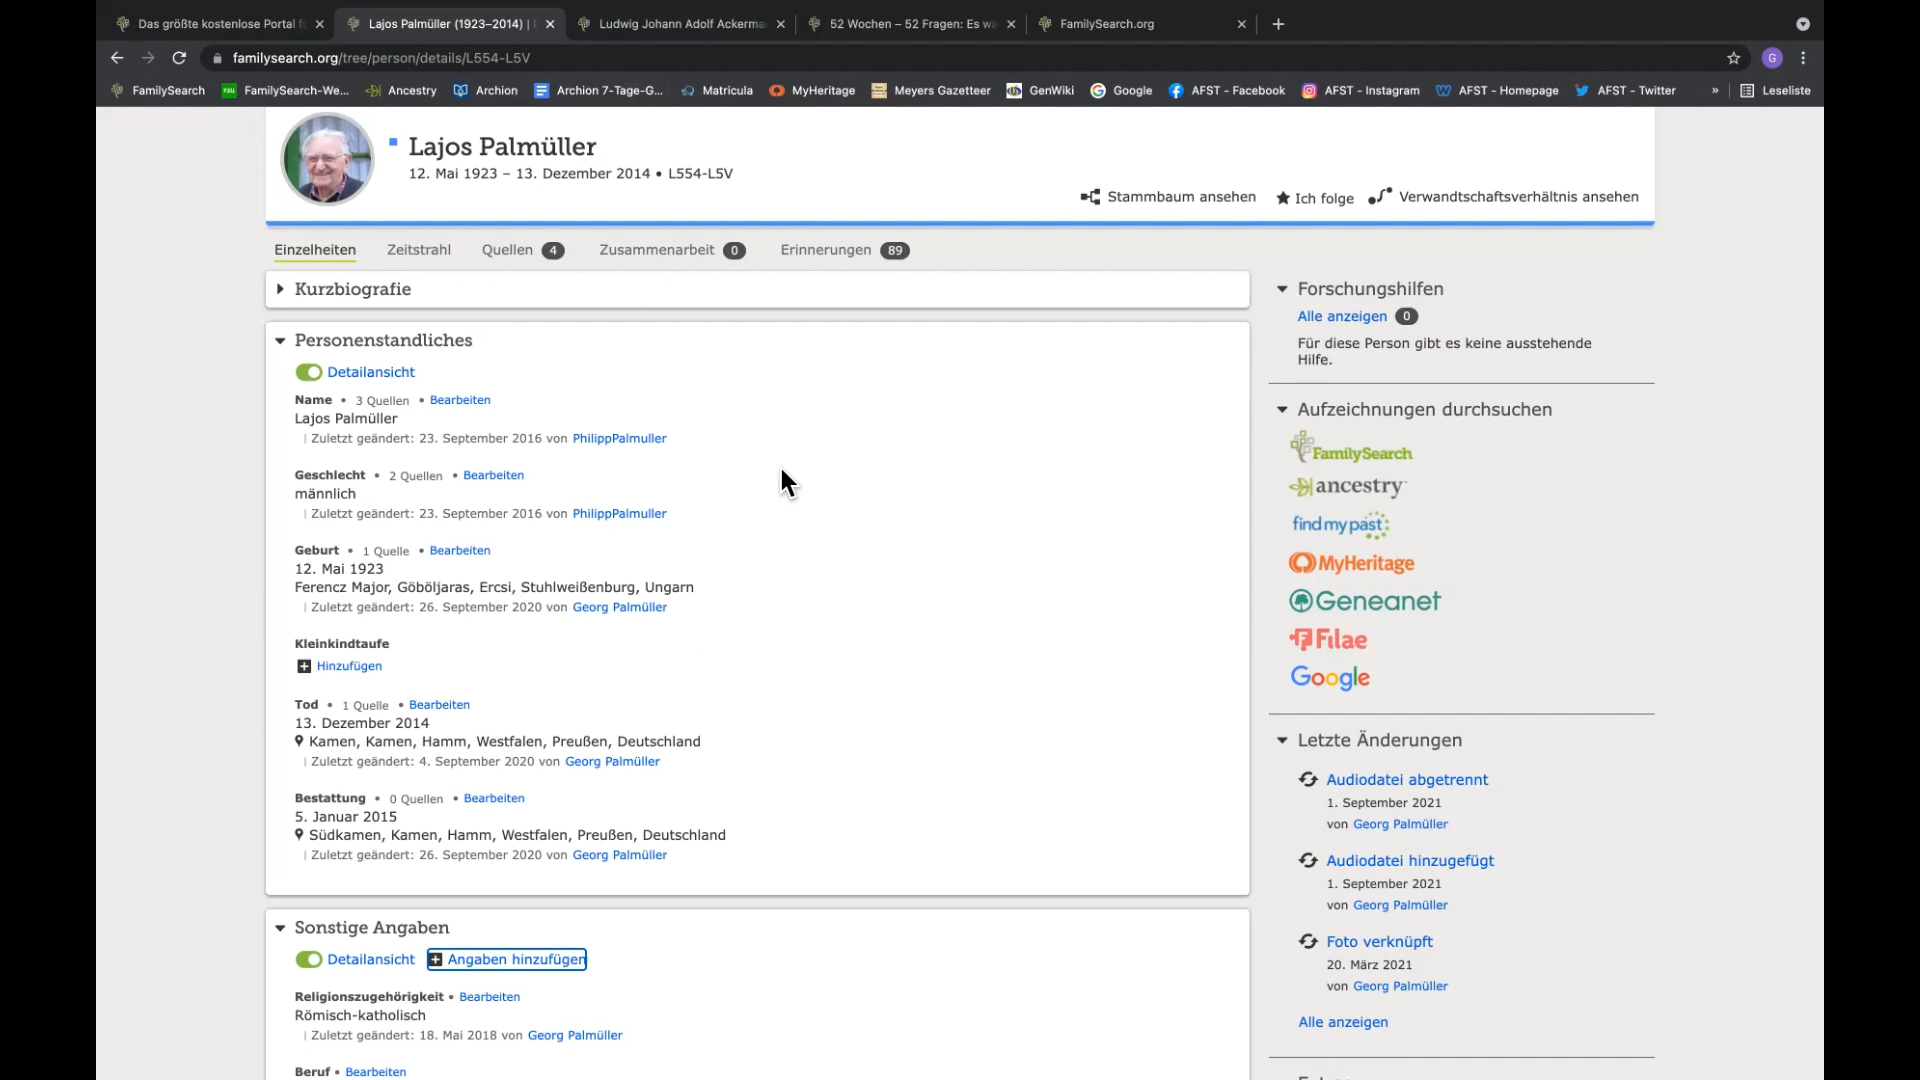 Das größte kostenlose Portal f
Lajos Palmüller (1923–2014) |
Ludwig Johann Adolf Ackerma
52 Wochen – 52 Fragen: Es wa
FamilySearch.org
familysearch.org/tree/person/details/L554-L5V
G
FamilySearch
FamilySearch-We...
Ancestry
Archion
Archion 7-Tage-G...
Matricula
MyHeritage
Meyers Gazetteer
GenWiki
Google
AFST - Facebook
AFST - Instagram
AFST - Homepage
AFST - Twitter
»
Leseliste
Lajos Palmüller
12. Mai 1923 – 13. Dezember 2014 • L554-L5V
Stammbaum ansehen
Ich folge
Verwandtschaftsverhältnis ansehen
Einzelheiten
Zeitstrahl
Quellen 4
Zusammenarbeit 0
Erinnerungen 89
Kurzbiografie
Personenstandliches
Detailansicht
Name • 3 Quellen • Bearbeiten
Lajos Palmüller
Zuletzt geändert: 23. September 2016 von PhilippPalmuller
Geschlecht • 2 Quellen • Bearbeiten
männlich
Zuletzt geändert: 23. September 2016 von PhilippPalmuller
Geburt • 1 Quelle • Bearbeiten
12. Mai 1923
Ferencz Major, Göböljaras, Ercsi, Stuhlweißenburg, Ungarn
Zuletzt geändert: 26. September 2020 von Georg Palmüller
Kleinkindtaufe
Hinzufügen
Tod • 1 Quelle • Bearbeiten
13. Dezember 2014
Kamen, Kamen, Hamm, Westfalen, Preußen, Deutschland
Zuletzt geändert: 4. September 2020 von Georg Palmüller
Bestattung • 0 Quellen • Bearbeiten
5. Januar 2015
Südkamen, Kamen, Hamm, Westfalen, Preußen, Deutschland
Zuletzt geändert: 26. September 2020 von Georg Palmüller
Sonstige Angaben
Detailansicht
Angaben hinzufügen
Religionszugehörigkeit • Bearbeiten
Römisch-katholisch
Zuletzt geändert: 18. Mai 2018 von Georg Palmüller
Beruf • Bearbeiten
Forschungshilfen
Alle anzeigen 0
Für diese Person gibt es keine ausstehende
Hilfe.
Aufzeichnungen durchsuchen
FamilySearch
ancestry
findmypast
MyHeritage
Geneanet
Filae
Google
Letzte Änderungen
Audiodatei abgetrennt
1. September 2021
von Georg Palmüller
Audiodatei hinzugefügt
1. September 2021
von Georg Palmüller
Foto verknüpft
20. März 2021
von Georg Palmüller
Alle anzeigen